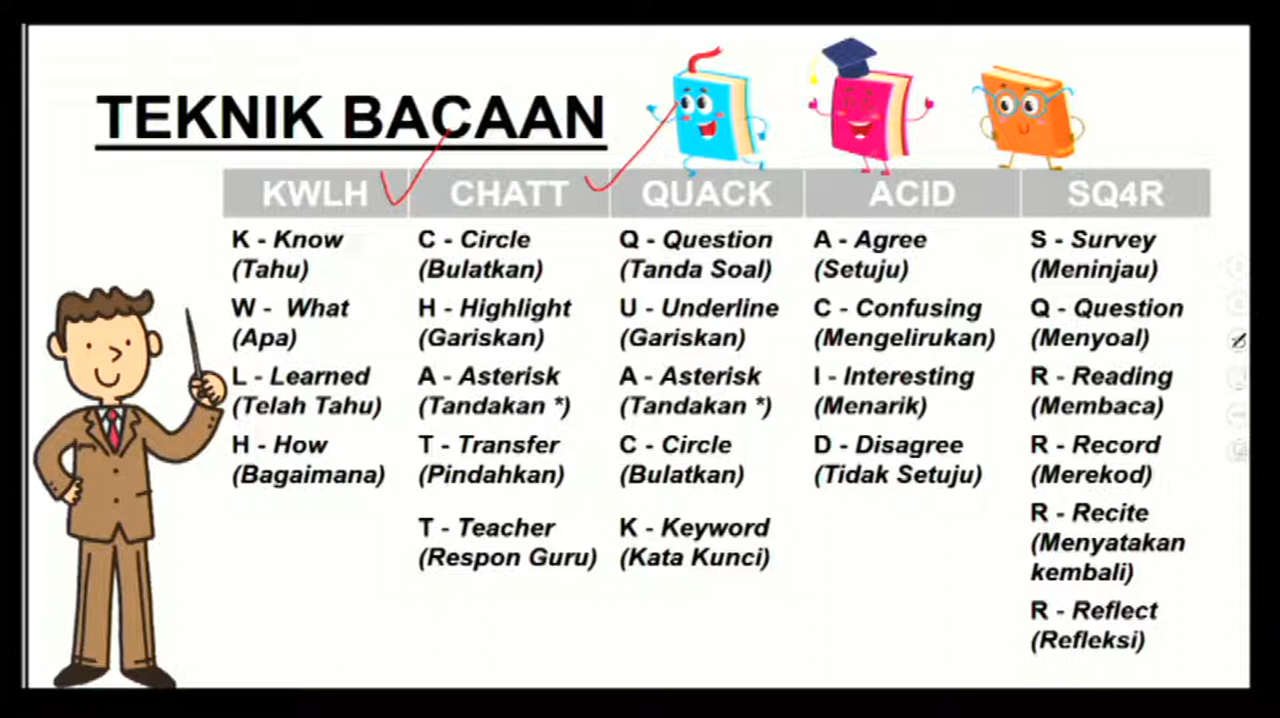 TEKNIK BACAAN
KWLH
K - Know
(Tahu)
W - What
(Apa)
L - Learned
(Telah Tahu)
H - How
(Bagaimana)
CHATT
C - Circle
(Bulatkan)
H - Highlight
(Gariskan)
A - Asterisk
(Tandakan *)
T - Transfer
(Pindahkan)
T - Teacher
(Respon Guru)
QUACK
Q - Question
(Tanda Soal)
U - Underline
(Gariskan)
A - Asterisk
(Tandakan *)
C - Circle
(Bulatkan)
K - Keyword
(Kata Kunci)
ACID
A - Agree
(Setuju)
C - Confusing
(Mengelirukan)
I - Interesting
(Menarik)
D - Disagree
(Tidak Setuju)
SQ4R
S - Survey
(Meninjau)
Q - Question
(Menyoal)
R - Reading
(Membaca)
R - Record
(Merekod)
R - Recite
(Menyatakan
kembali)
R - Reflect
(Refleksi)